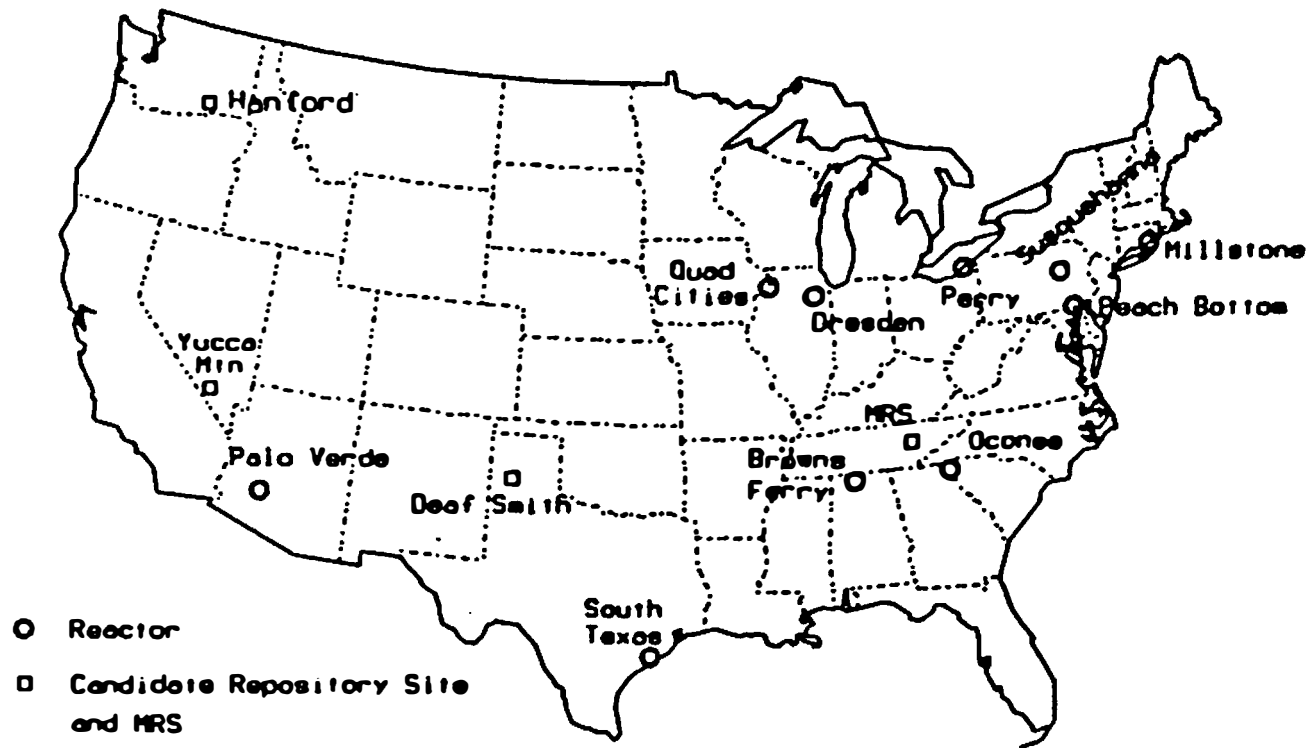 Hanford
Susquehanna
Millstone
Quad
Cities
Perry
Dresden
Peach Bottom
Yucca
Mtn
MRS
Oconee
Palo Verde
Browns
Ferry
Deaf Smith
South
Texas
Reactor
Candidate Repository Site
and MRS